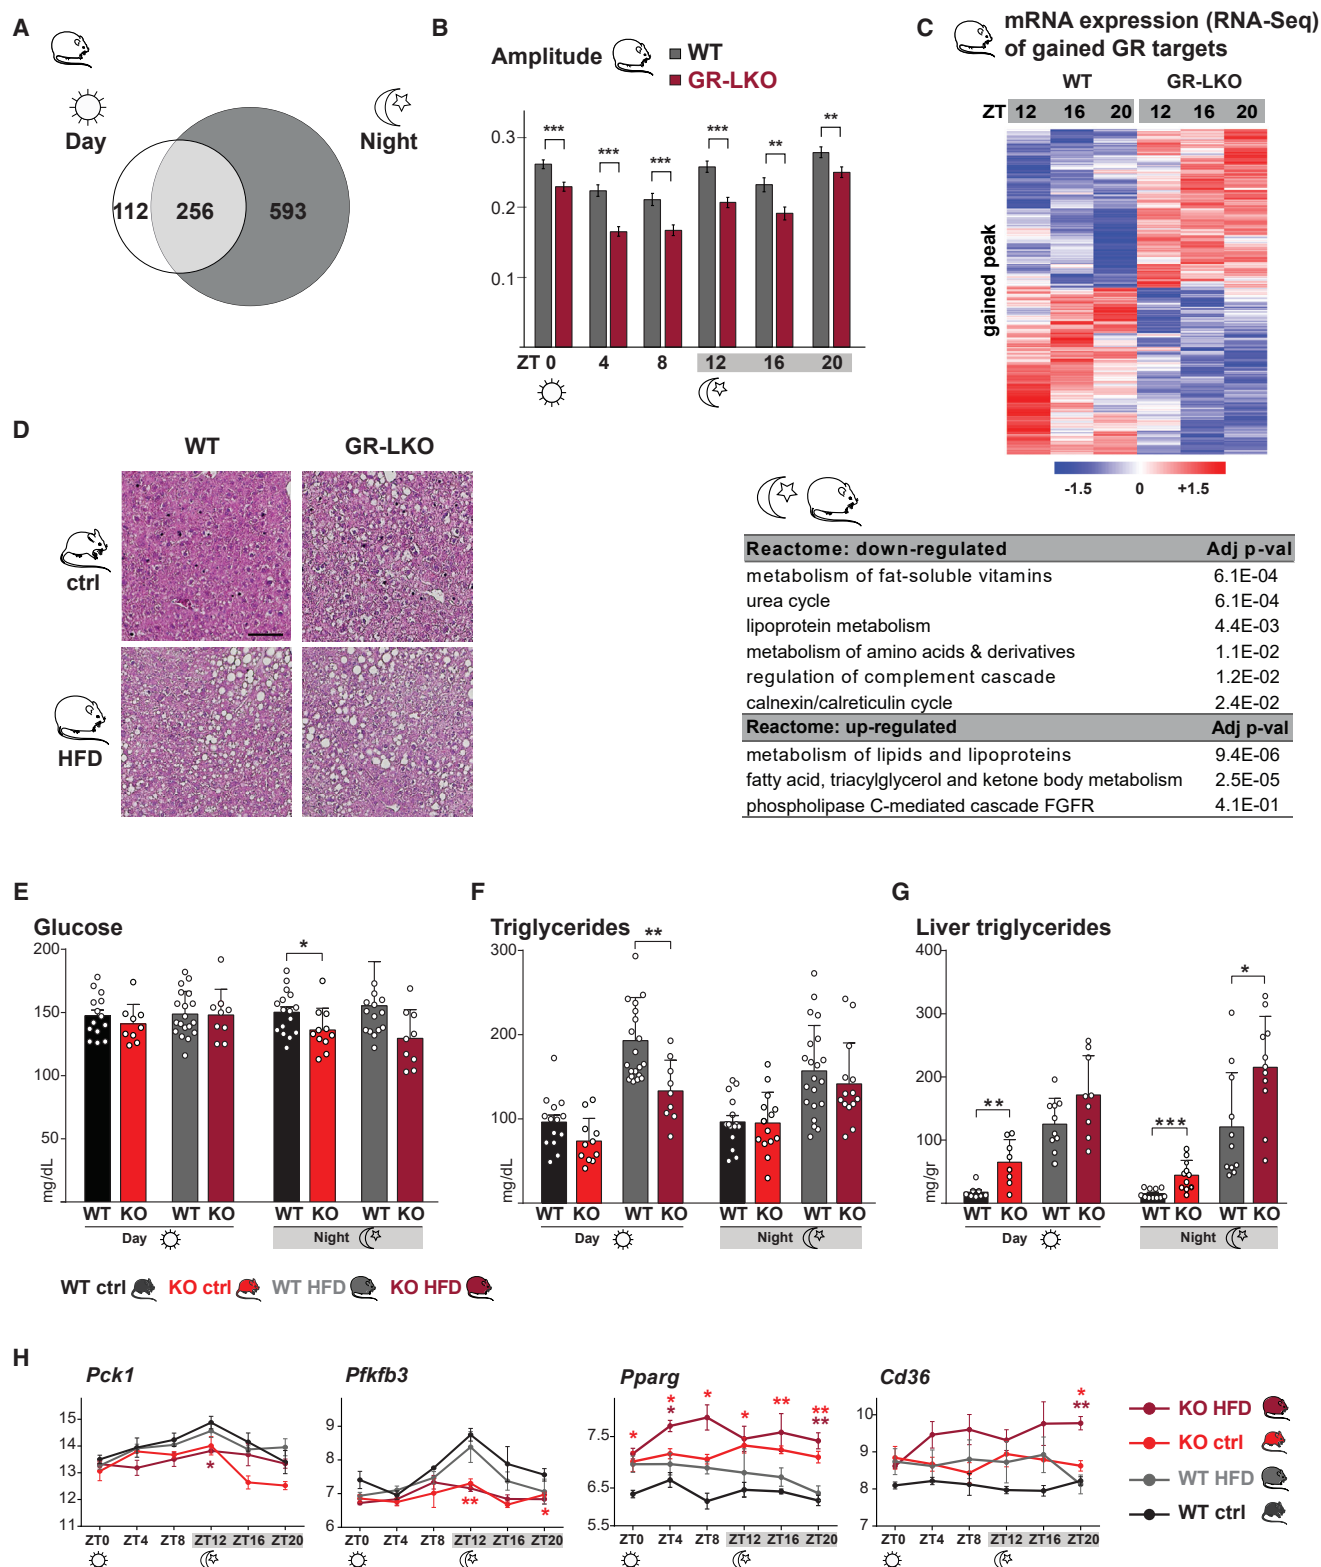 A
Day
Night
112
256
593
B
Amplitude
WT
GR-LKO
0.3
0.2
0.1
***
***
***
***
**
**
ZT 0 4 8 12 16 20
C
mRNA expression (RNA-Seq)
of gained GR targets
WT GR-LKO
ZT 12 16 20 12 16 20
gained peak
-1.5 0 +1.5
Reactome: down-regulated Adj p-val
metabolism of fat-soluble vitamins 6.1E-04
urea cycle 6.1E-04
lipoprotein metabolism 4.4E-03
metabolism of amino acids & derivatives 1.1E-02
regulation of complement cascade 1.2E-02
calnexin/calreticulin cycle 2.4E-02
Reactome: up-regulated Adj p-val
metabolism of lipids and lipoproteins 9.4E-06
fatty acid, triacylglycerol and ketone body metabolism 2.5E-05
phospholipase C-mediated cascade FGFR 4.1E-01
D
WT GR-LKO
ctrl
HFD
E
Glucose
200
150
100
50
mg/dL
*
WT KO WT KO WT KO WT KO
Day Night
F
Triglycerides
300
200
100
mg/dL
**
WT KO WT KO WT KO WT KO
Day Night
G
Liver triglycerides
400
300
200
100
mg/gr
**
***
*
WT KO WT KO WT KO WT KO
Day Night
WT ctrl KO ctrl WT HFD KO HFD
H
Pck1
15
14
13
12
11
*
ZT0 ZT4 ZT8 ZT12 ZT16 ZT20
Pfkfb3
9
8
7
6
**
*
ZT0 ZT4 ZT8 ZT12 ZT16 ZT20
Pparg
7.5
6.5
5.5
*
*
*
*
*
**
**
**
ZT0 ZT4 ZT8 ZT12 ZT16 ZT20
Cd36
10
9
8
7
*
**
ZT0 ZT4 ZT8 ZT12 ZT16 ZT20
KO HFD
KO ctrl
WT HFD
WT ctrl